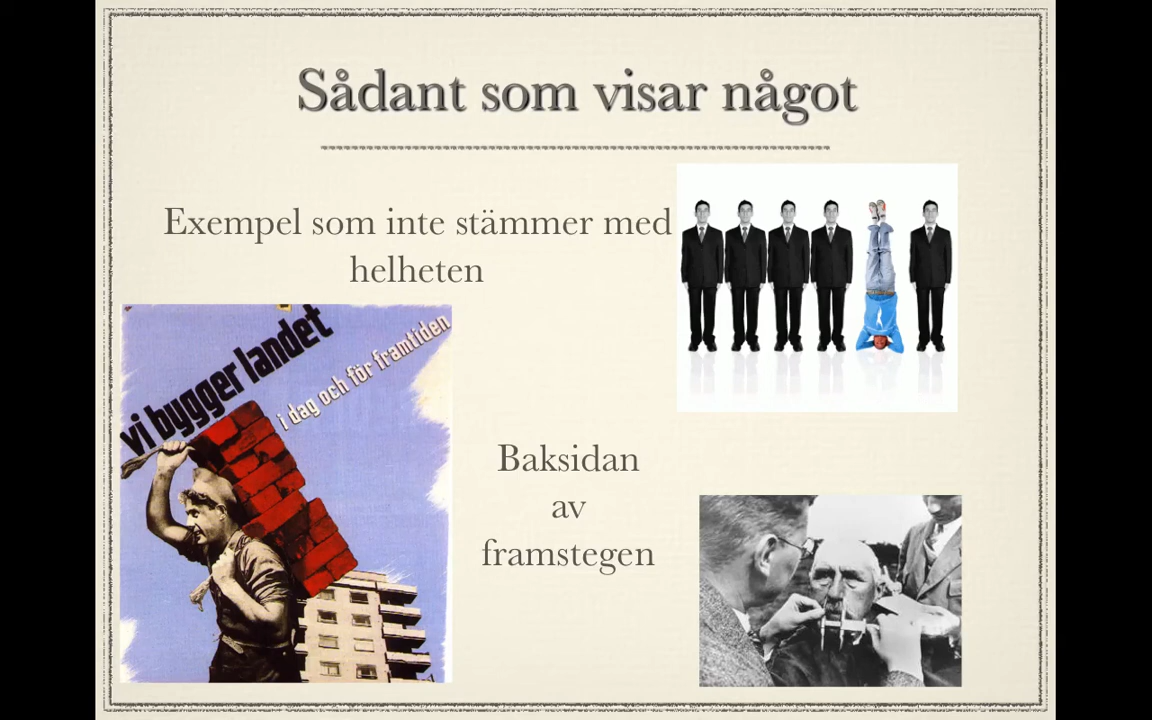 Sådant som visar något
Exempel som inte stämmer med
helheten
vi bygger landet
i dag och för framtiden
Baksidan
av
framstegen